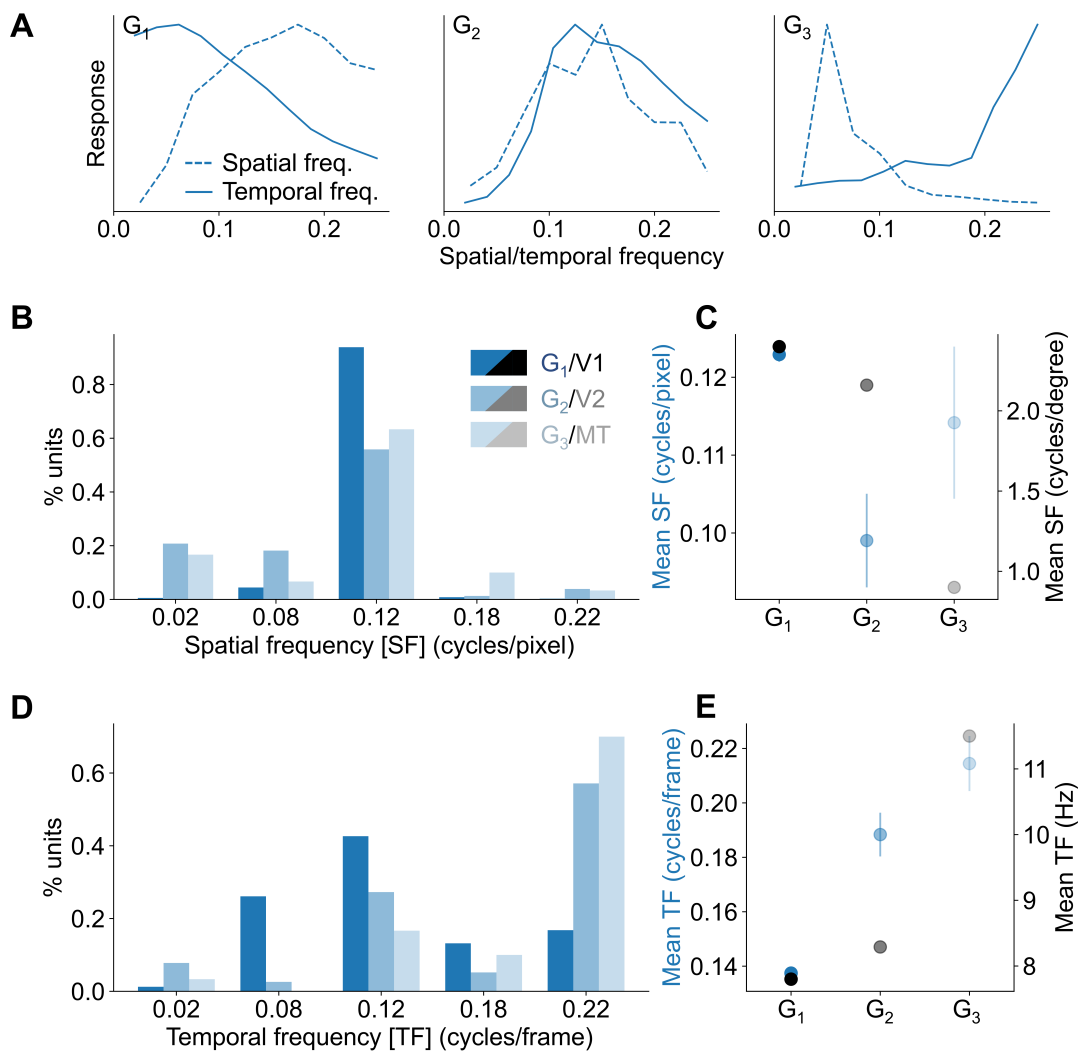 A
G1
G2
G3
Response
Spatial freq.
Temporal freq.
0.0 0.1 0.2
0.0 0.1 0.2
0.0 0.1 0.2
Spatial/temporal frequency
B
% units
0.8
0.6
0.4
0.2
0.0
G1/V1
G2/V2
G3/MT
0.02 0.08 0.12 0.18 0.22
Spatial frequency [SF] (cycles/pixel)
C
Mean SF (cycles/pixel)
0.12
0.11
0.10
2.0
1.5
1.0
Mean SF (cycles/degree)
G1 G2 G3
D
% units
0.6
0.4
0.2
0.0
0.02 0.08 0.12 0.18 0.22
Temporal frequency [TF] (cycles/frame)
E
Mean TF (cycles/frame)
0.22
0.20
0.18
0.16
0.14
11
10
9
8
Mean TF (Hz)
G1 G2 G3